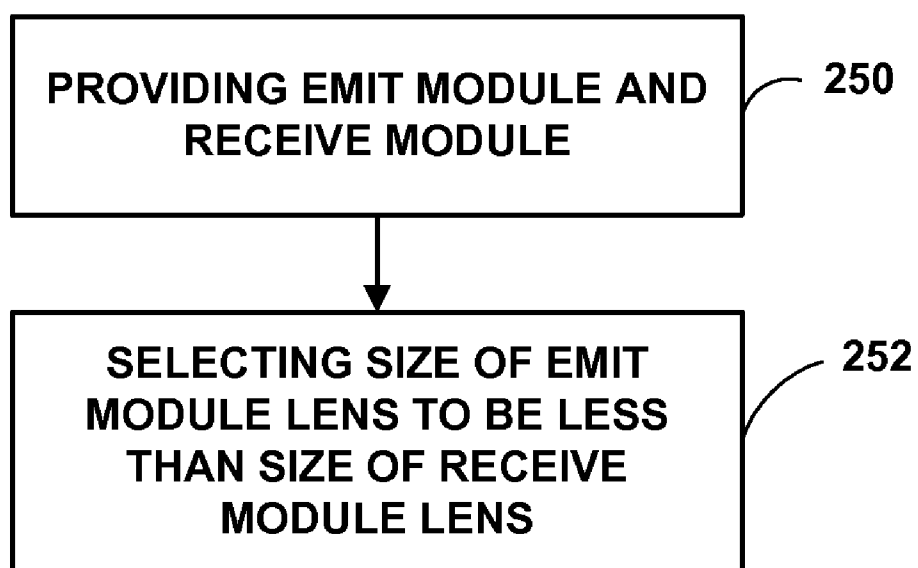 PROVIDING EMIT MODULE AND
RECEIVE MODULE
250
SELECTING SIZE OF EMIT
MODULE LENS TO BE LESS
THAN SIZE OF RECEIVE
MODULE LENS
252